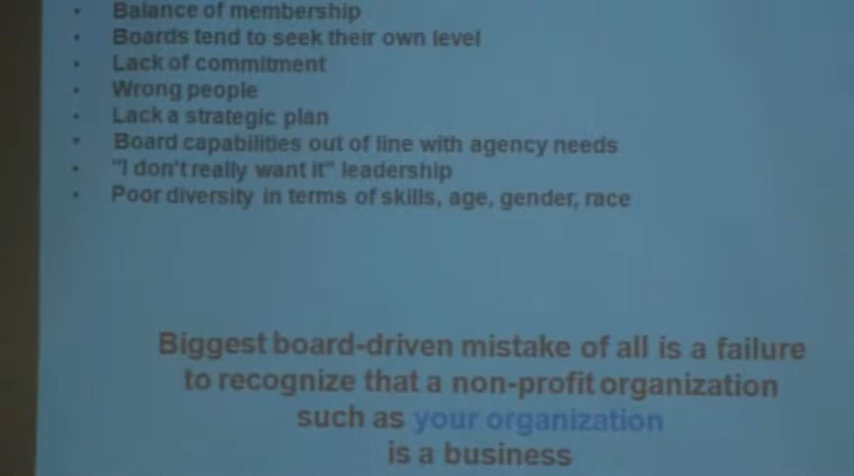 • Balance of membership
• Boards tend to seek their own level
• Lack of commitment
• Wrong people
• Lack a strategic plan
• Board capabilities out of line with agency needs
• "I don't really want it" leadership
• Poor diversity in terms of skills, age, gender, race
Biggest board-driven mistake of all is a failure
to recognize that a non-profit organization
such as your organization
is a business